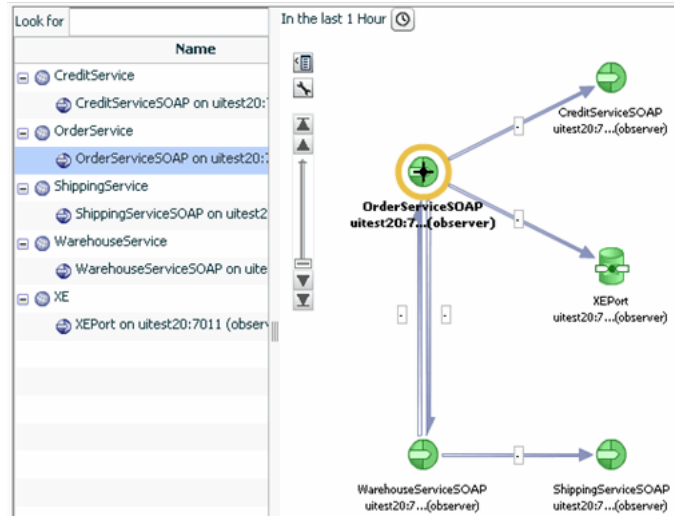 Look for
Name
CreditService
CreditServiceSOAP on uitest20:
OrderService
OrderServiceSOAP on uitest20:7
ShippingService
ShippingServiceSOAP on uitest2
WarehouseService
WarehouseServiceSOAP on uite
XE
XEPort on uitest20:7011 (observ
In the last 1 Hour
CreditServiceSOAP
uitest20:7...(observer)
OrderServiceSOAP
uitest20:7...(observer)
XEPort
uitest20:7...(observer)
WarehouseServiceSOAP
uitest20:7...(observer)
ShippingServiceSOAP
uitest20:7...(observer)